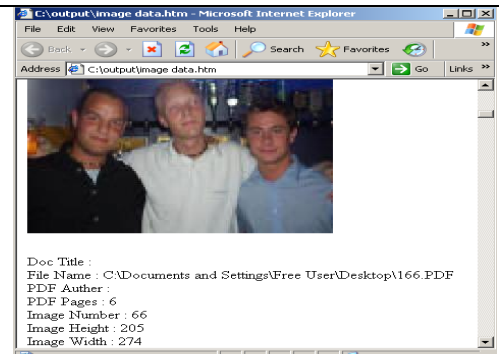 C:\output\image data.htm - Microsoft Internet Explorer
File Edit View Favorites Tools Help
Back Search Favorites
Address C:\output\image data.htm Go Links
Doc Title :
File Name : C:\Documents and Settings\Free User\Desktop\166.PDF
PDF Auther :
PDF Pages : 6
Image Number : 66
Image Height : 205
Image Width : 274